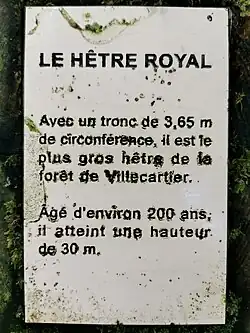 LE HÊTRE ROYAL
Avec un tronc de 3,65 m
de circonférence, il est le
plus gros hêtre de la
forêt de Villecartier.
Âgé d'environ 200 ans,
il atteint une hauteur
de 30 m.